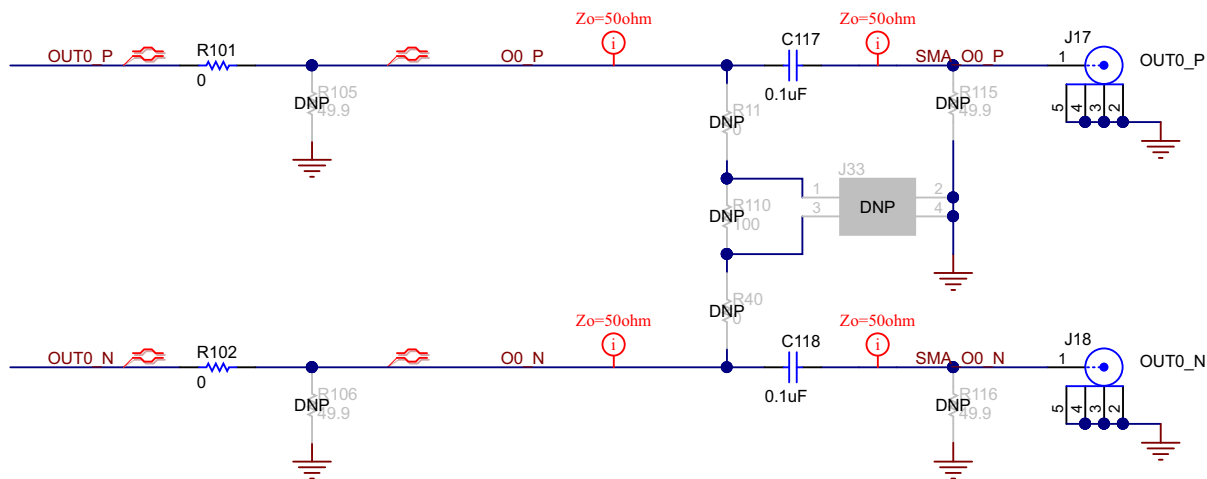 Zo=50ohm
Zo=50ohm
J17
OUT0_P
R101
O0_P
C117
SMA_O0_P
1
OUT0_P
i
i
0
0.1uF
R105
DNP
49.9
R11
DNP
0
R115
DNP
49.9
5
4
3
2
J33
1
2
R110
DNP
100
3
DNP
4
R40
DNP
0
Zo=50ohm
Zo=50ohm
J18
OUT0_N
R102
O0_N
C118
SMA_O0_N
1
OUT0_N
i
i
0
0.1uF
R106
DNP
49.9
R116
DNP
49.9
5
4
3
2